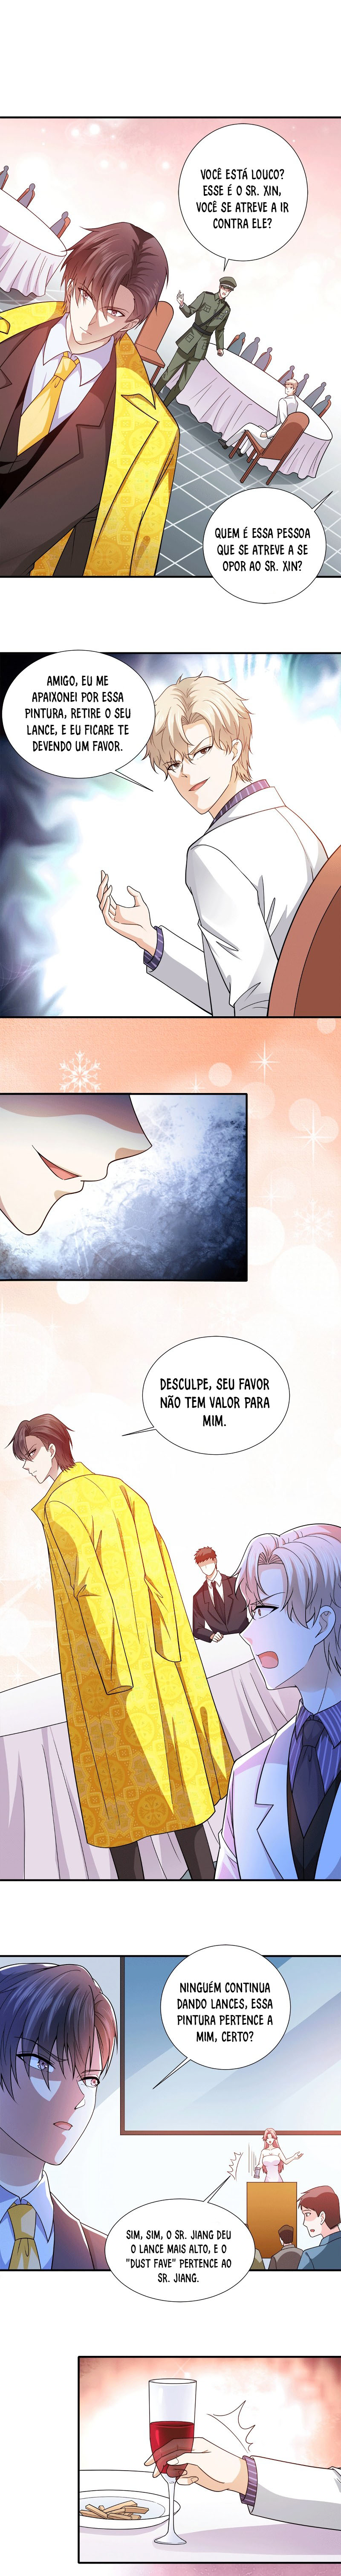 VOCÊ ESTÁ LOUCO?
ESSE É O SR. XIN,
VOCÊ SE ATREVE A IR
CONTRA ELE?
QUEM É ESSA PESSOA
QUE SE ATREVE A SE
OPOR AO SR. XIN?
AMIGO, EU ME
APAIXONEI POR ESSA
PINTURA, RETIRE O SEU
LANCE, E EU FICARE TE
DEVENDO UM FAVOR.
DESCULPE, SEU FAVOR
NÃO TEM VALOR PARA
MIM.
NINGUÉM CONTINUA
DANDO LANCES, ESSA
PINTURA PERTENCE A
MIM, CERTO?
SIM, SIM, O SR. JIANG DEU
O LANCE MAIS ALTO, E O
"DUST FAVE" PERTENCE AO
SR. JIANG.